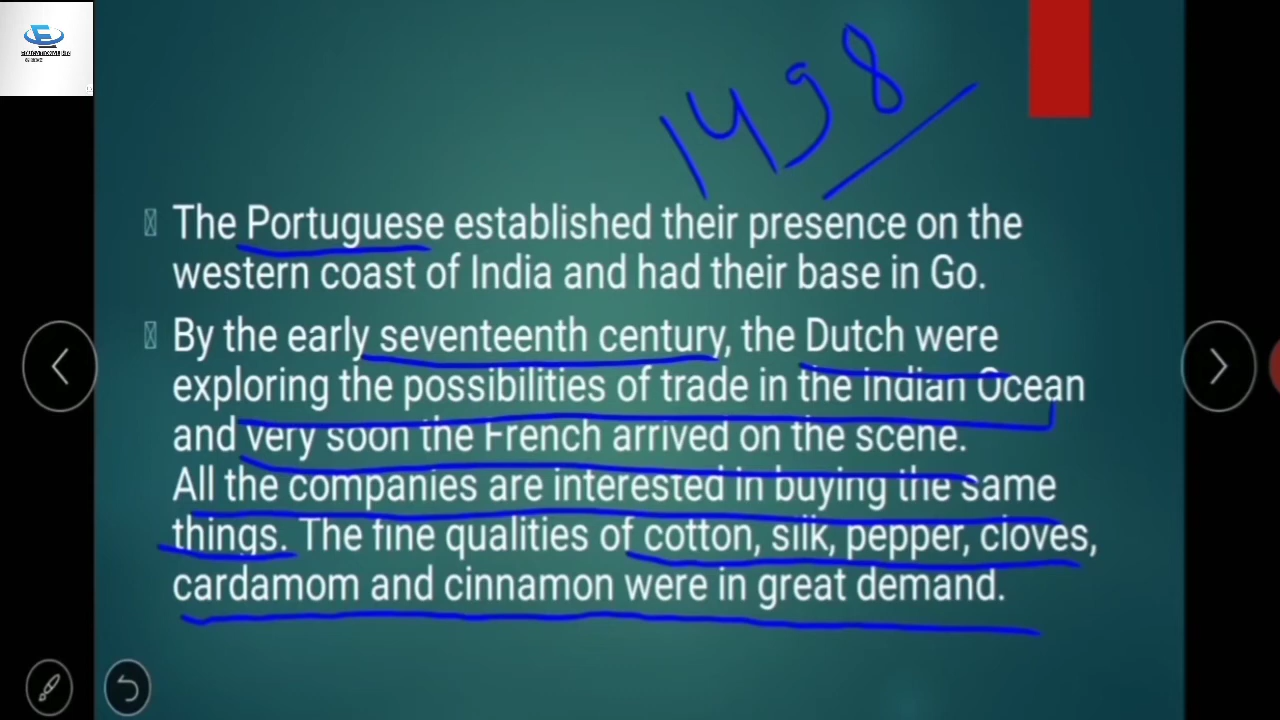 1498
The Portuguese established their presence on the
western coast of India and had their base in Go.
By the early seventeenth century, the Dutch were
exploring the possibilities of trade in the Indian Ocean
and very soon the French arrived on the scene.
All the companies are interested in buying the same
things. The fine qualities of cotton, silk, pepper, cloves,
cardamom and cinnamon were in great demand.